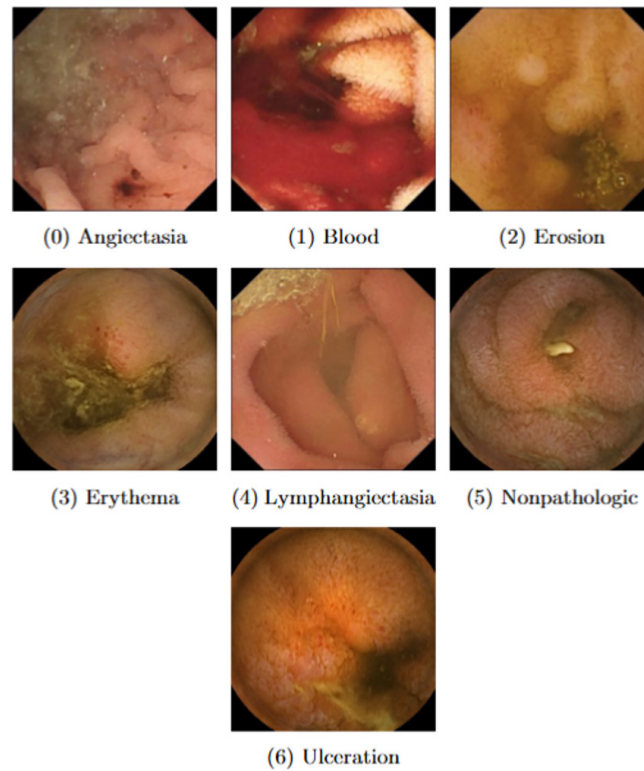 (0) Angiectasia
(1) Blood
(2) Erosion
(3) Erythema
(4) Lymphangiectasia
(5) Nonpathologic
(6) Ulceration